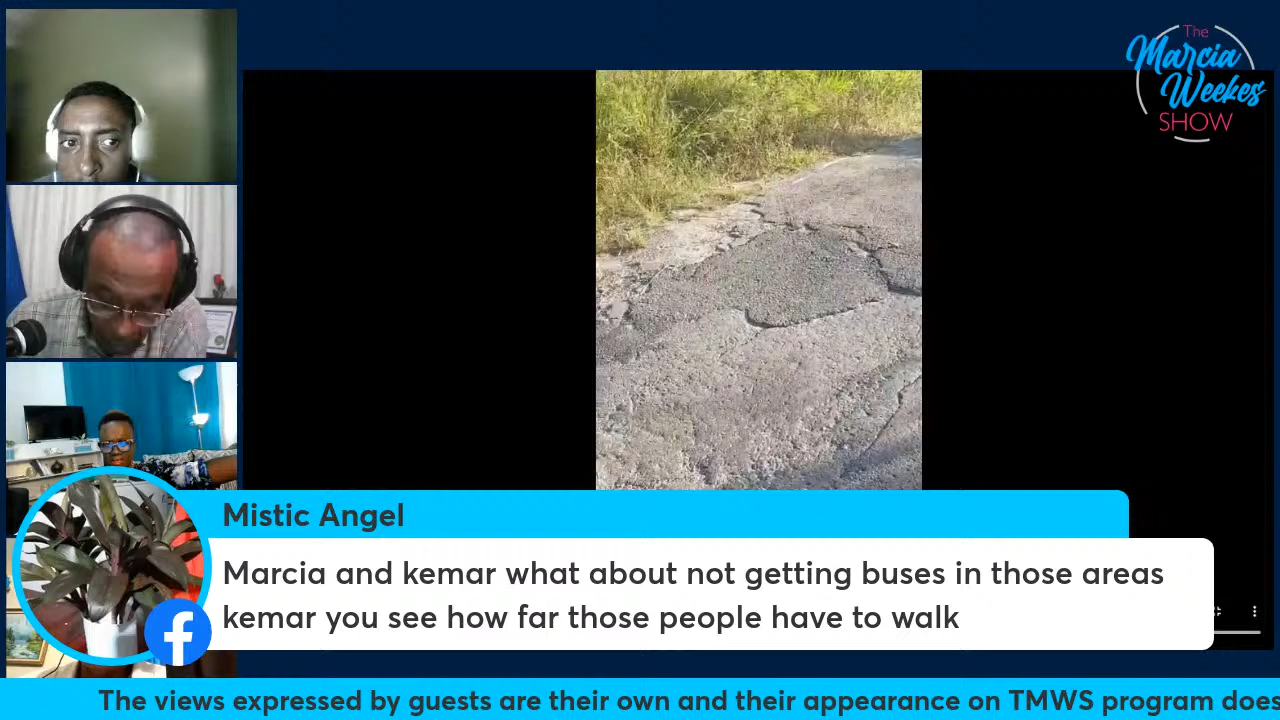 The
Marcia
Weekes
SHOW
Mistic Angel
Marcia and kemar what about not getting buses in those areas
kemar you see how far those people have to walk
The views expressed by guests are their own and their appearance on TMWS program does